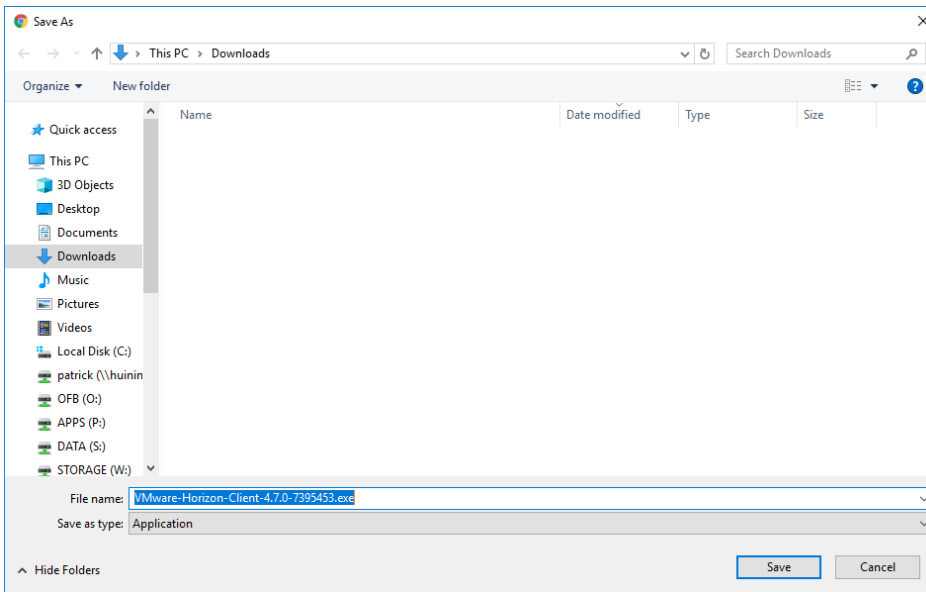 Save As
This PC > Downloads
Search Downloads
Organize
New folder
?
Name
Date modified
Type
Size
Quick access
This PC
3D Objects
Desktop
Documents
Downloads
Music
Pictures
Videos
Local Disk (C:)
patrick (\\huinin
OFB (O:)
APPS (P:)
DATA (S:)
STORAGE (W:)
File name: VMware-Horizon-Client-4.7.0-7395453.exe
Save as type: Application
Hide Folders
Save
Cancel